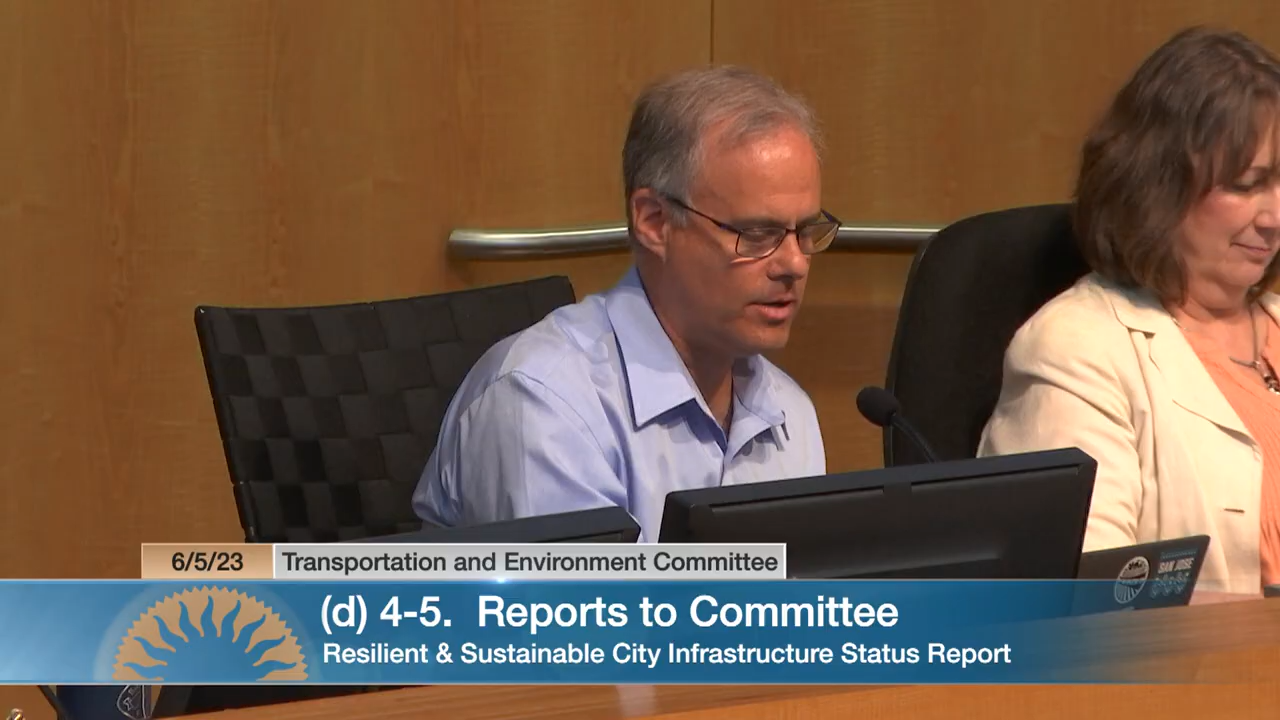 SAN JOSE
6/5/23 Transportation and Environment Committee
(d) 4-5. Reports to Committee
Resilient & Sustainable City Infrastructure Status Report